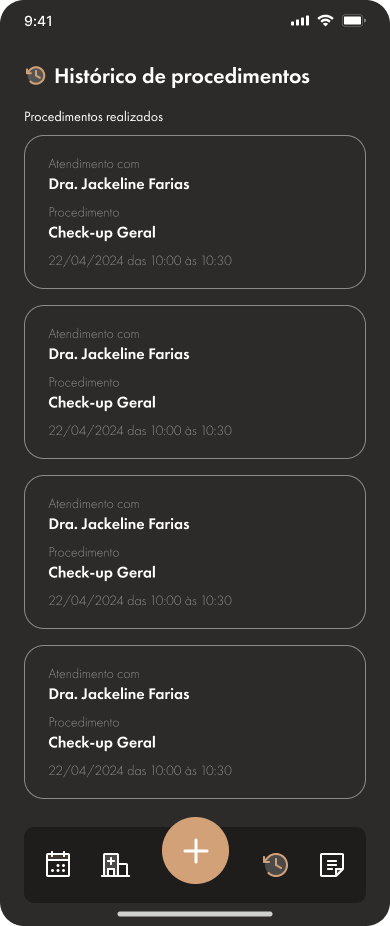 9:41
Histórico de procedimentos
Procedimentos realizados
Atendimento com
Dra. Jackeline Farias
Procedimento
Check-up Geral
22/04/2024 das 10:00 às 10:30
Atendimento com
Dra. Jackeline Farias
Procedimento
Check-up Geral
22/04/2024 das 10:00 às 10:30
Atendimento com
Dra. Jackeline Farias
Procedimento
Check-up Geral
22/04/2024 das 10:00 às 10:30
Atendimento com
Dra. Jackeline Farias
Procedimento
Check-up Geral
22/04/2024 das 10:00 às 10:30